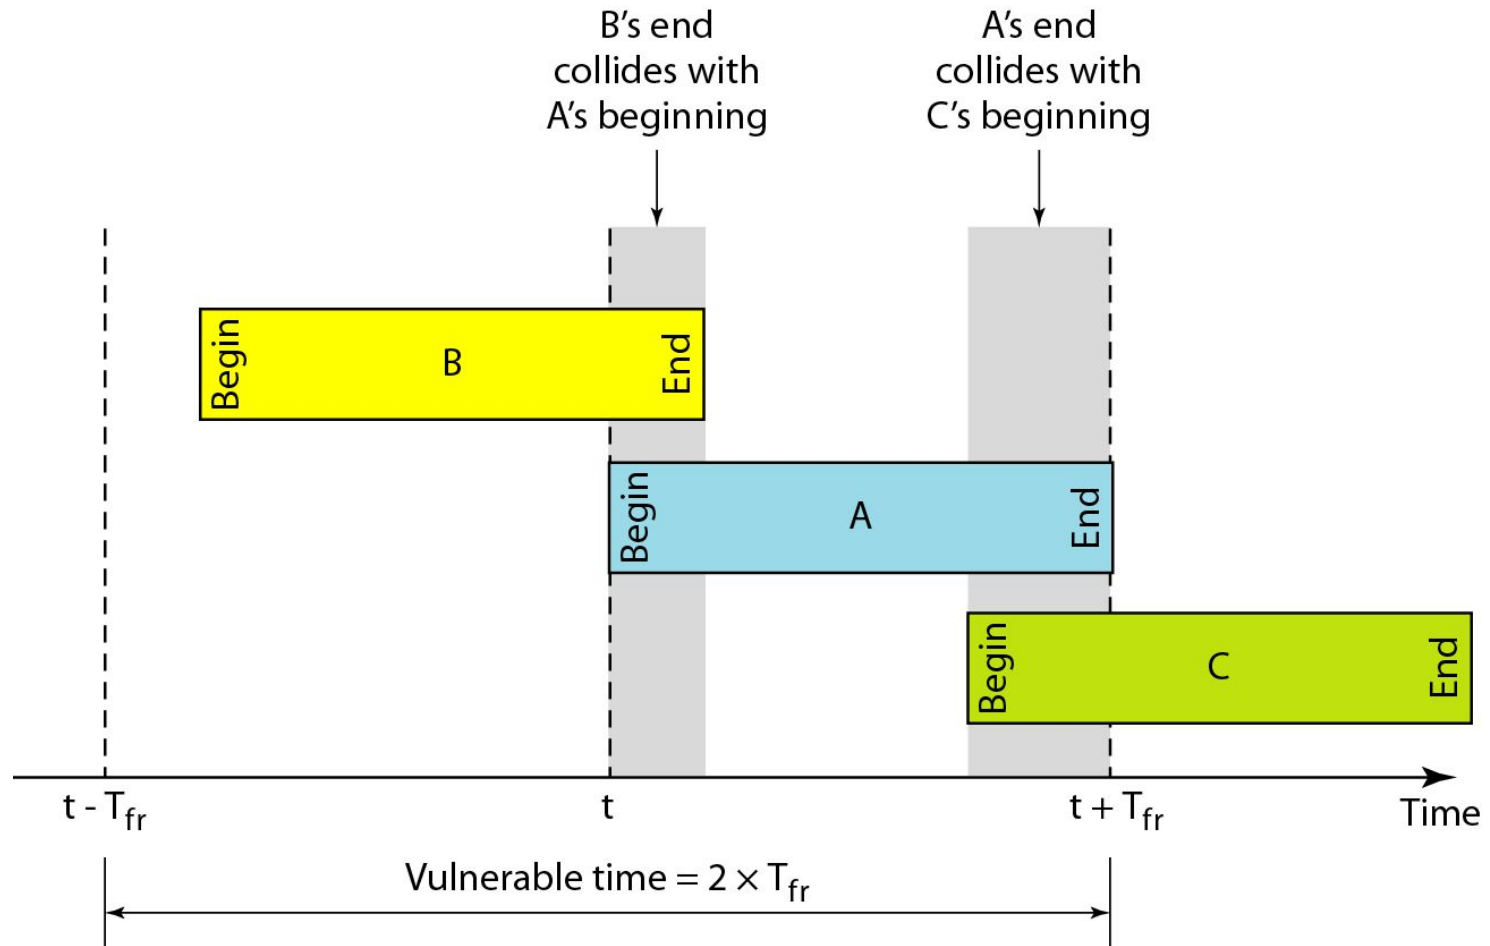 B's end
collides with
A's beginning
A's end
collides with
C's beginning
Begin
B
End
Begin
A
End
Begin
C
End
t - Tfr
t
t + Tfr
Time
Vulnerable time = 2 × Tfr